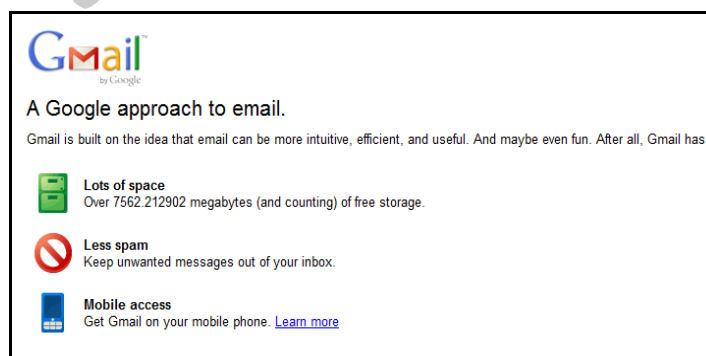 Gmail™
by Google
A Google approach to email.
Gmail is built on the idea that email can be more intuitive, efficient, and useful. And maybe even fun. After all, Gmail has
Lots of space
Over 7562.212902 megabytes (and counting) of free storage.
Less spam
Keep unwanted messages out of your inbox.
Mobile access
Get Gmail on your mobile phone. Learn more